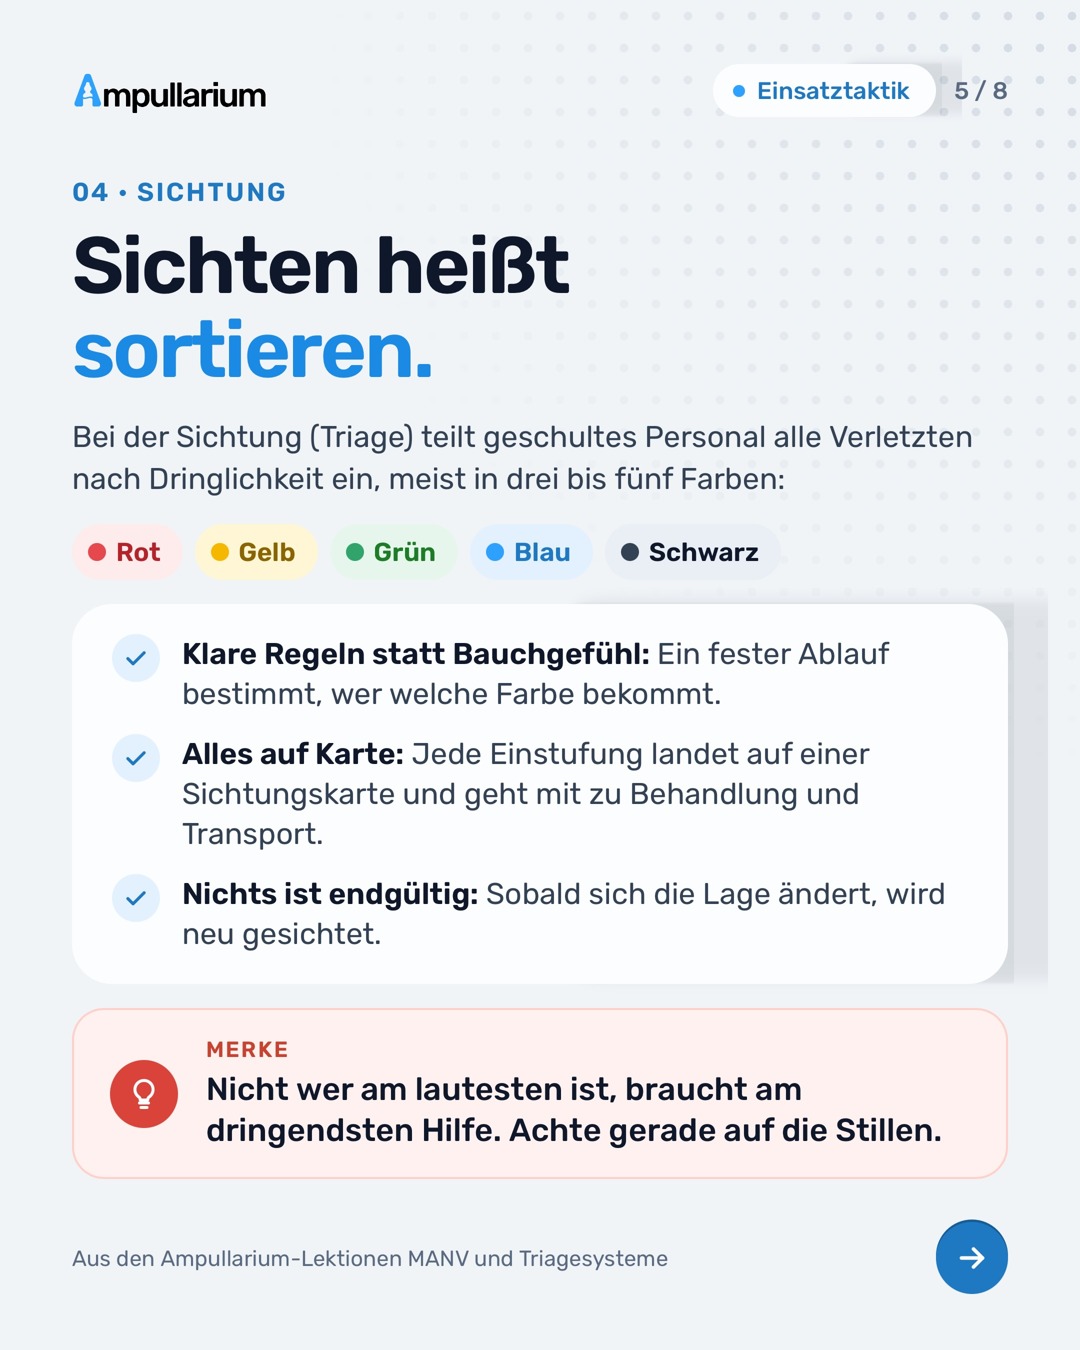 Ampullarium
Einsatztaktik
5 / 8
04 • SICHTUNG
Sichten heißt
sortieren.
Bei der Sichtung (Triage) teilt geschultes Personal alle Verletzten
nach Dringlichkeit ein, meist in drei bis fünf Farben:
Rot
Gelb
Grün
Blau
Schwarz
Klare Regeln statt Bauchgefühl: Ein fester Ablauf
bestimmt, wer welche Farbe bekommt.
Alles auf Karte: Jede Einstufung landet auf einer
Sichtungskarte und geht mit zu Behandlung und
Transport.
Nichts ist endgültig: Sobald sich die Lage ändert, wird
neu gesichtet.
MERKE
Nicht wer am lautesten ist, braucht am
dringendsten Hilfe. Achte gerade auf die Stillen.
Aus den Ampullarium-Lektionen MANV und Triagesysteme